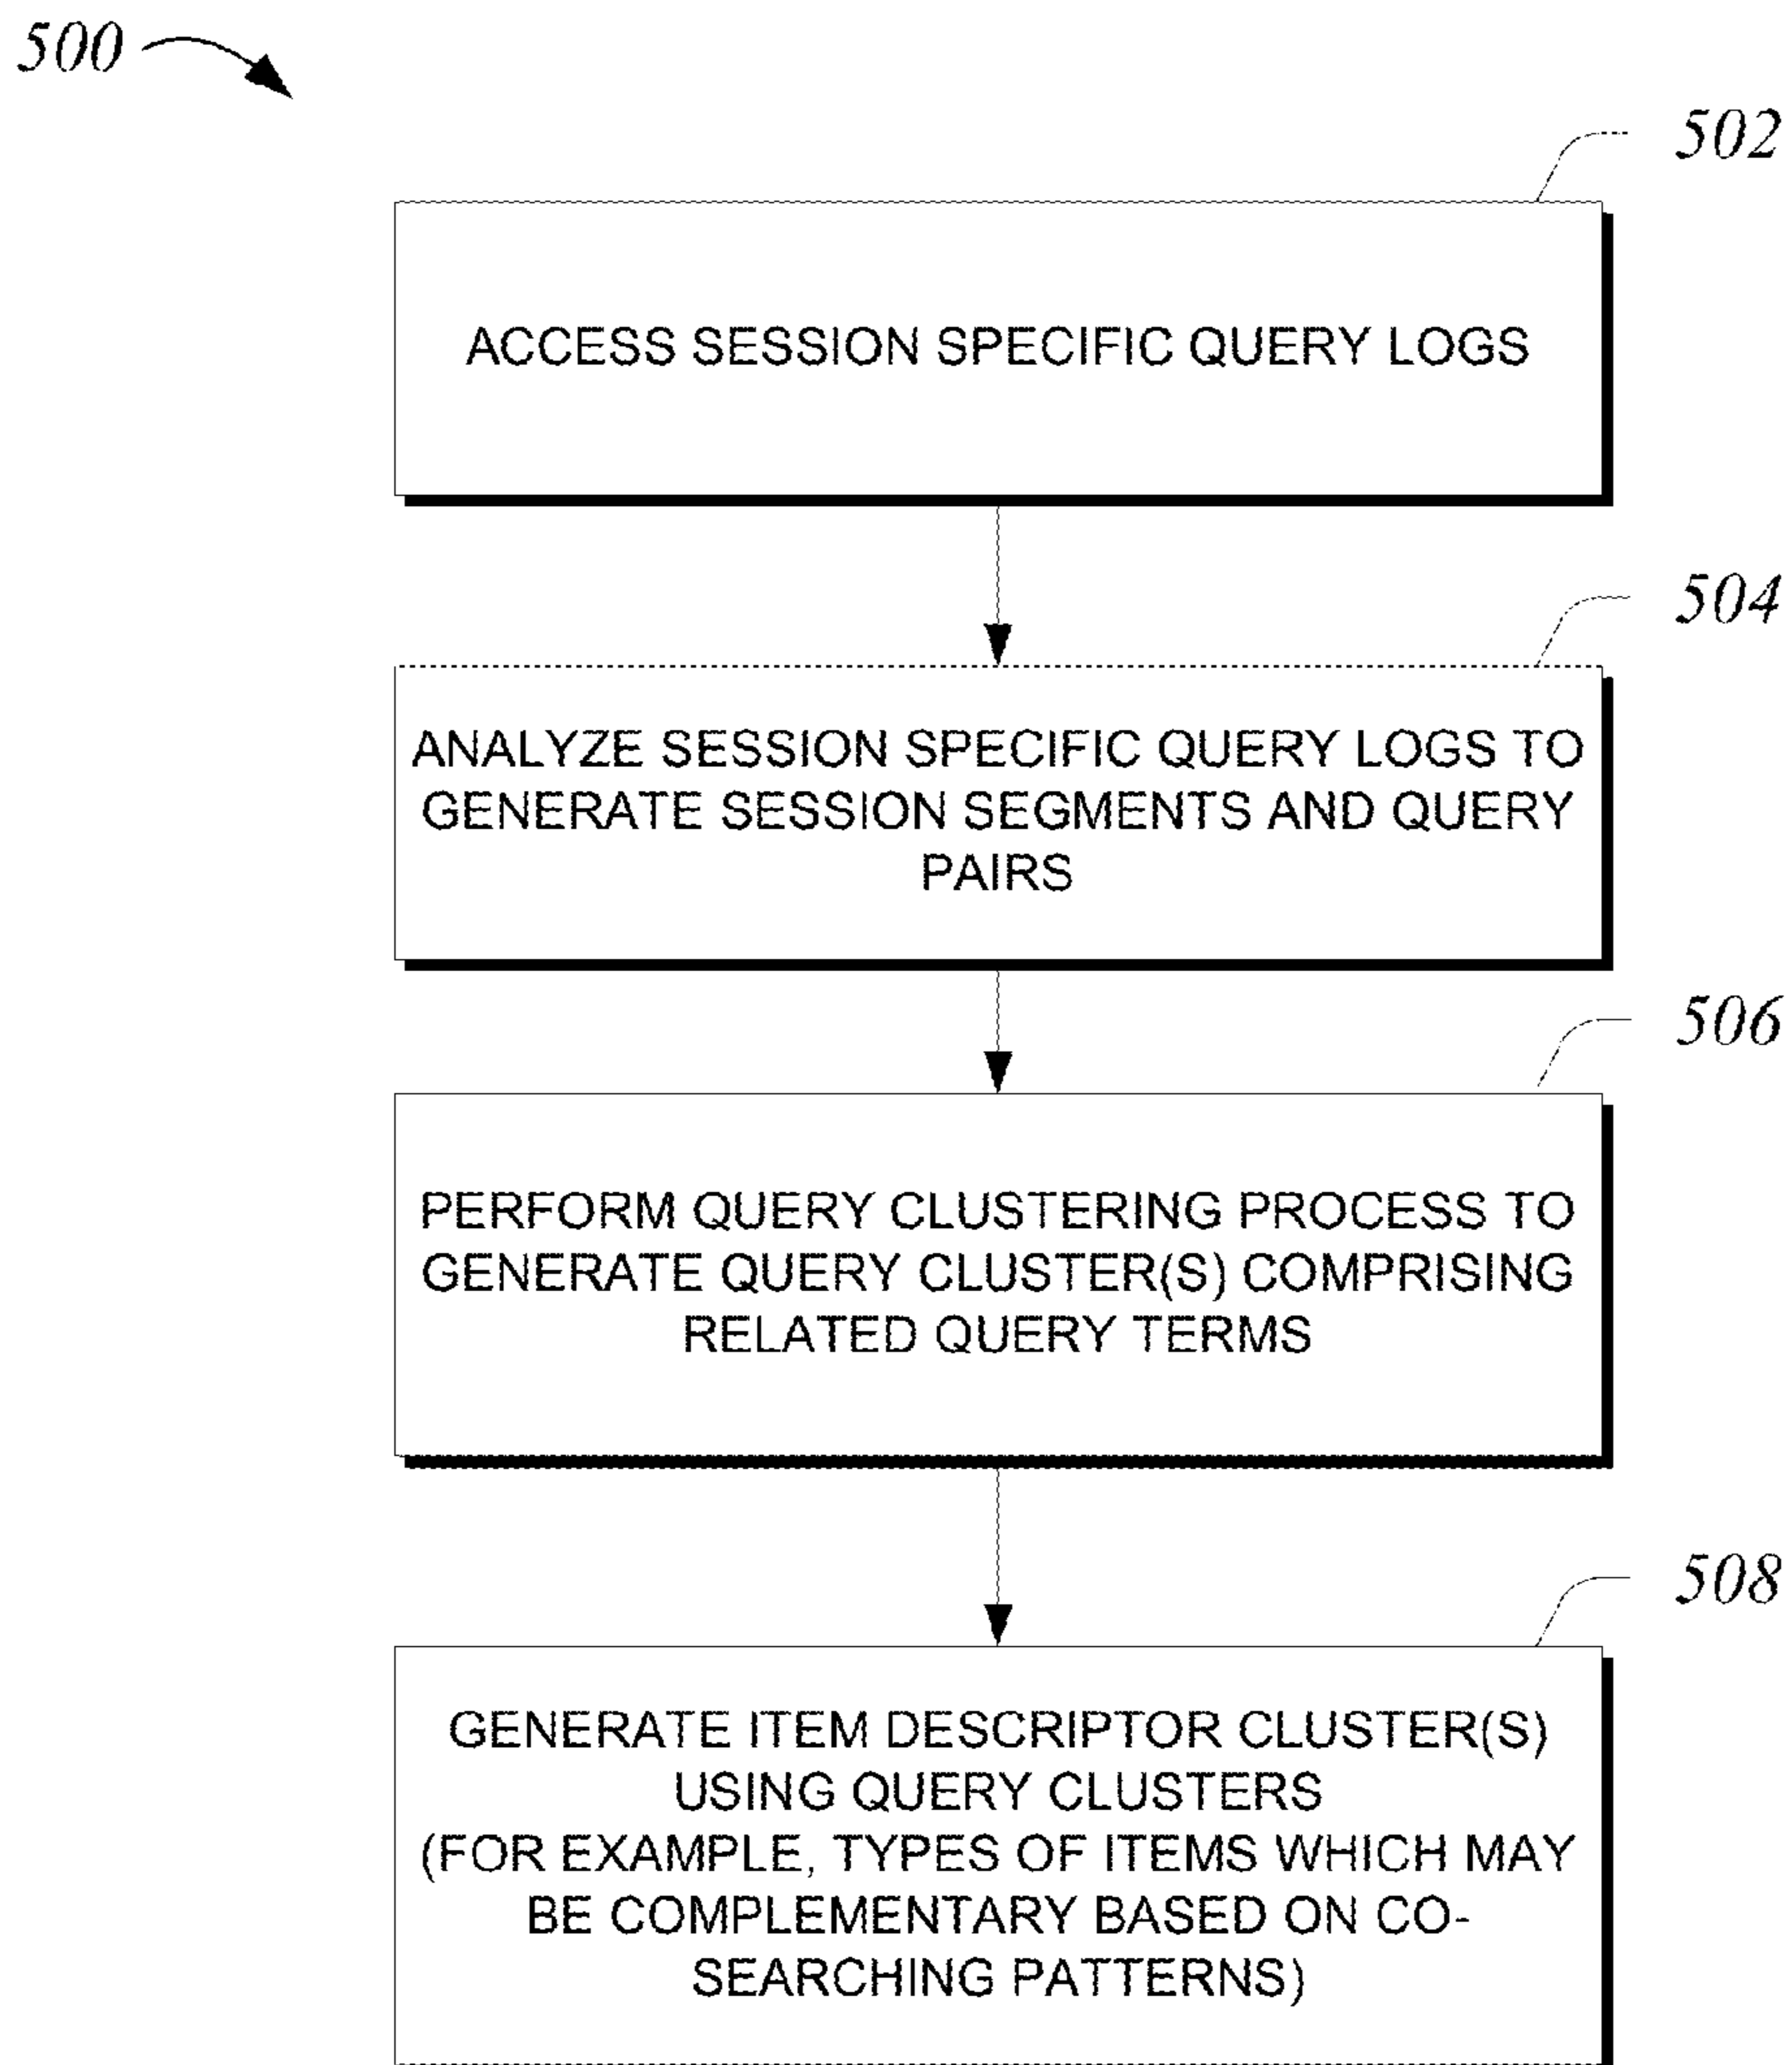 500
502
ACCESS SESSION SPECIFIC QUERY LOGS
504
ANALYZE SESSION SPECIFIC QUERY LOGS TO
GENERATE SESSION SEGMENTS AND QUERY
PAIRS
506
PERFORM QUERY CLUSTERING PROCESS TO
GENERATE QUERY CLUSTER(S) COMPRISING
RELATED QUERY TERMS
508
GENERATE ITEM DESCRIPTOR CLUSTER(S)
USING QUERY CLUSTERS
(FOR EXAMPLE, TYPES OF ITEMS WHICH MAY
BE COMPLEMENTARY BASED ON CO-
SEARCHING PATTERNS)